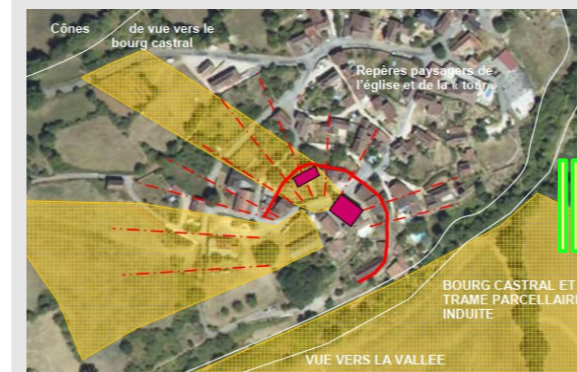 Cônes de vue vers le
bourg castral
Repères paysagers de
l'église et de la « tour»
BOURG CASTRAL ET
TRAME PARCELLAIRE
INDUITE
VUE VERS LA VALLEE